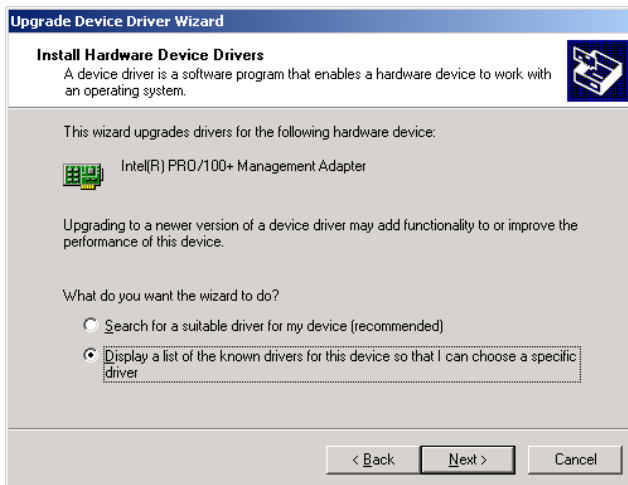 Upgrade Device Driver Wizard
Install Hardware Device Drivers
A device driver is a software program that enables a hardware device to work with
an operating system.
This wizard upgrades drivers for the following hardware device:
Intel(R) PRO/100+ Management Adapter
Upgrading to a newer version of a device driver may add functionality to or improve the
performance of this device.
What do you want the wizard to do?
Search for a suitable driver for my device (recommended)
Display a list of the known drivers for this device so that I can choose a specific
driver
< Back Next > Cancel